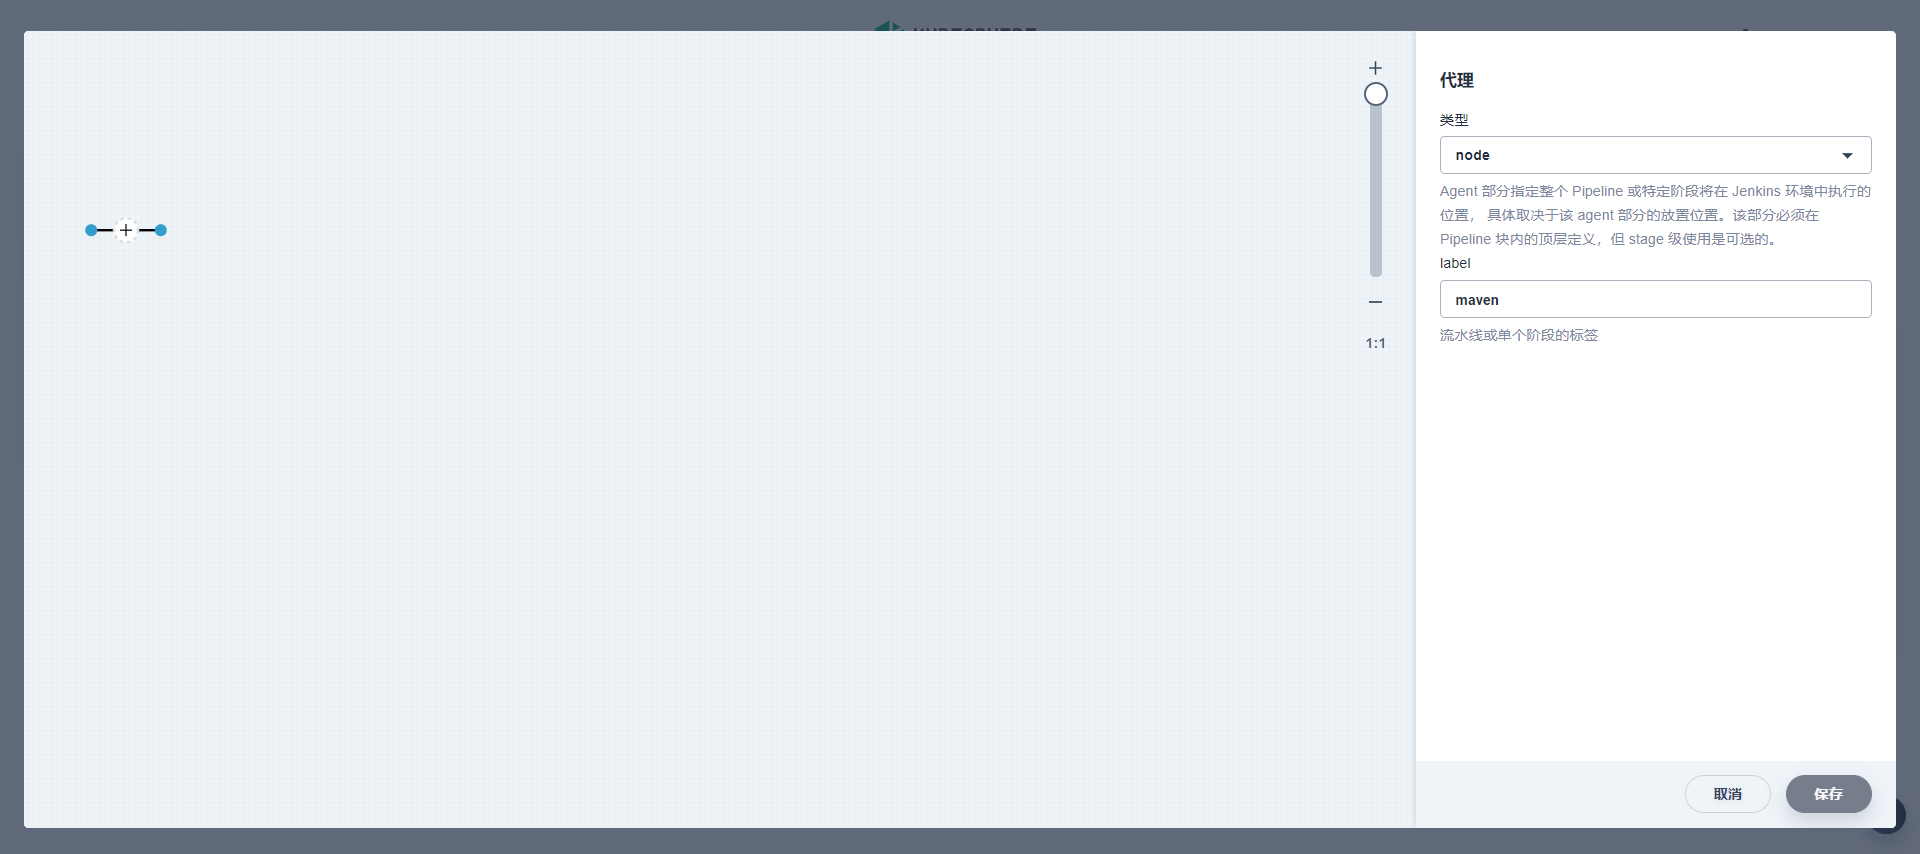 代理
类型
node
Agent 部分指定整个 Pipeline 或特定阶段将在 Jenkins 环境中执行的
位置， 具体取决于该 agent 部分的放置位置。该部分必须在
Pipeline 块内的顶层定义，但 stage 级使用是可选的。
label
maven
流水线或单个阶段的标签
1:1
取消
保存